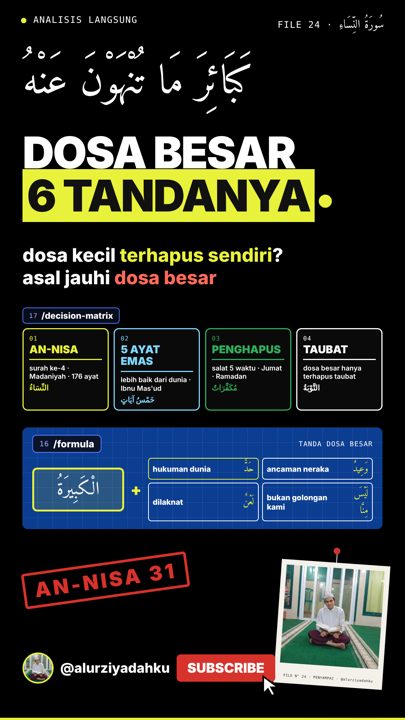 ANALISIS LANGSUNG
FILE 24 · سُورَةُ النِّسَاءِ
كَبَائِرَ مَا تُنْهَوْنَ عَنْهُ
DOSA BESAR
6 TANDANYA
dosa kecil terhapus sendiri?
asal jauhi dosa besar
17 /decision-matrix
01
AN-NISA
surah ke-4 ·
Madaniyah · 176 ayat
النِّسَاءُ
02
5 AYAT
EMAS
lebih baik dari dunia ·
Ibnu Mas'ud
خَمْسُ آيَاتٍ
03
PENGHAPUS
salat 5 waktu · Jumat
· Ramadan
مُكَفِّرَاتٌ
04
TAUBAT
dosa besar hanya
terhapus taubat
التَّوْبَةُ
16 /formula
TANDA DOSA BESAR
الْكَبِيرَةُ
+
hukuman dunia حَدٌّ
ancaman neraka وَعِيدٌ
dilaknat لَعْنٌ
bukan golongan
kami
لَيْسَ
مِنَّا
AN-NISA 31
FILE N° 24 · PENYAMPAI · @alurziyadahku
@alurziyadahku
SUBSCRIBE